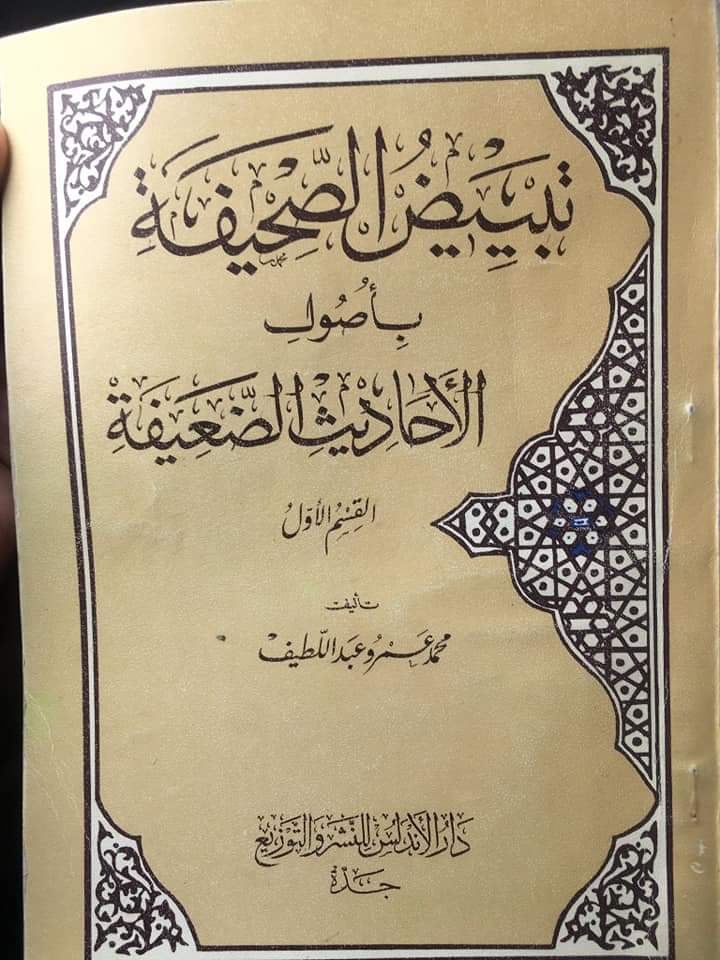 تبييض الصحيفة
بأصول
الأحاديث الضعيفة
القسم الأول
تأليف
محمد عمرو عبد اللطيف
دار الأندلس للنشر والتوزيع
جدة